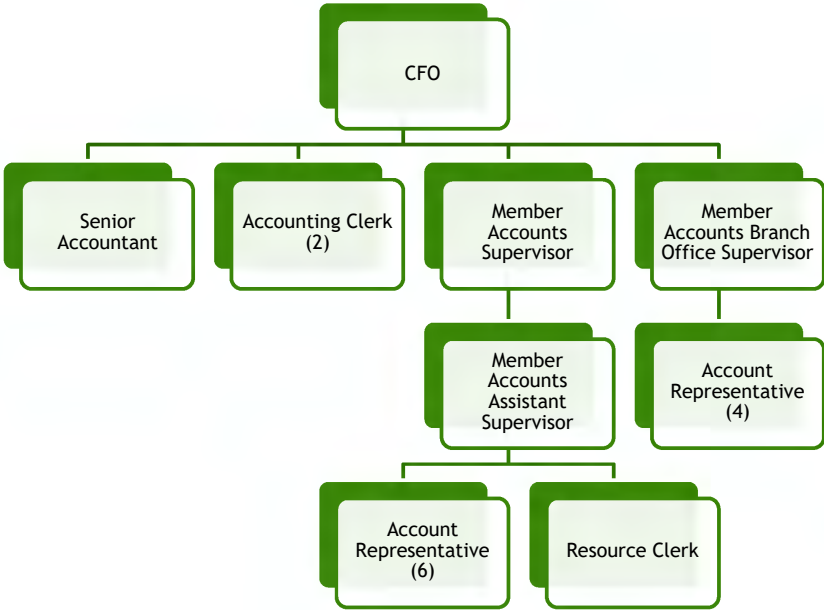 CFO
Senior
Accountant
Accounting Clerk
(2)
Member
Accounts
Supervisor
Member
Accounts Branch
Office Supervisor
Member
Accounts
Assistant
Supervisor
Account
Representative
(4)
Account
Representative
(6)
Resource Clerk